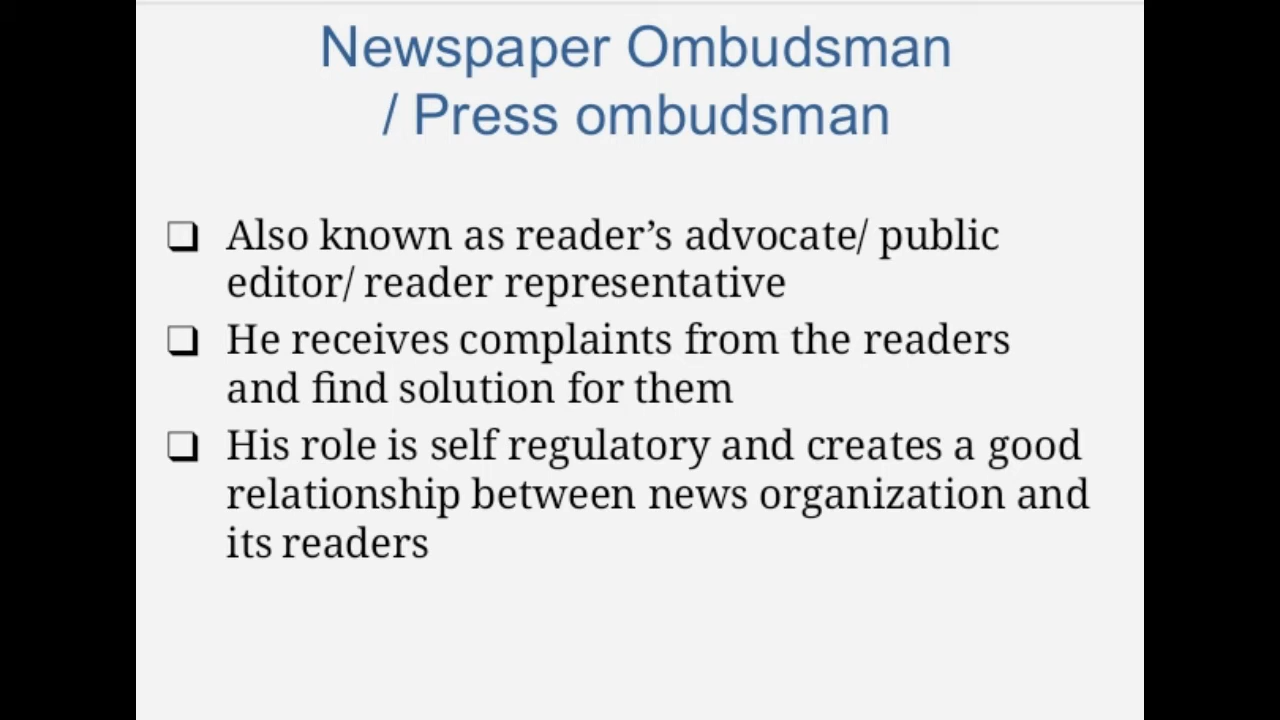 Newspaper Ombudsman
/ Press ombudsman
❑ Also known as reader’s advocate/ public
editor/ reader representative
❑ He receives complaints from the readers
and find solution for them
❑ His role is self regulatory and creates a good
relationship between news organization and
its readers